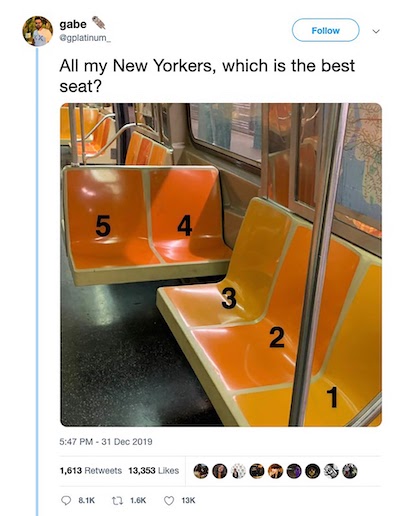 gabe
@gplatinum_
Follow
All my New Yorkers, which is the best
seat?
5
4
3
2
1
5:47 PM - 31 Dec 2019
1,613 Retweets 13,353 Likes
8.1K 1.6K 13K